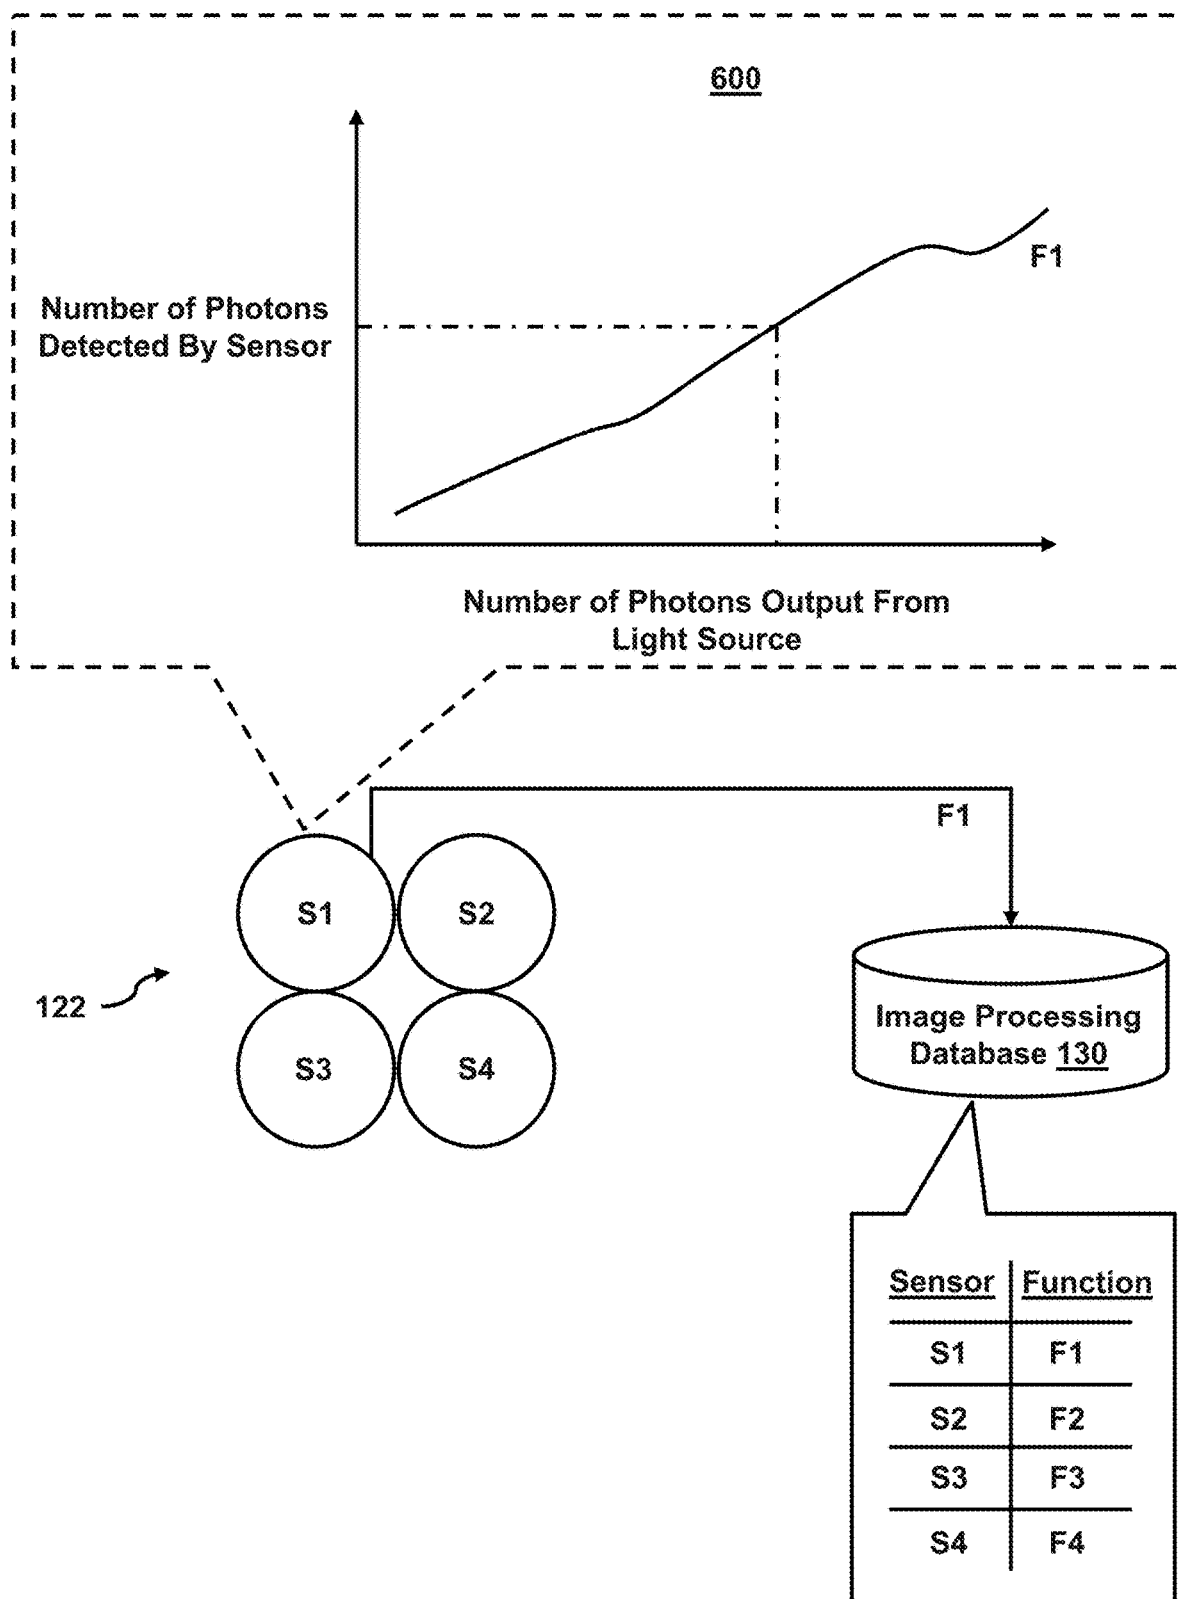 600
F1
Number of Photons
Detected By Sensor
Number of Photons Output From
Light Source
F1
S1
S2
122
S3
S4
Image Processing
Database 130
Sensor Function
S1 F1
S2 F2
S3 F3
S4 F4